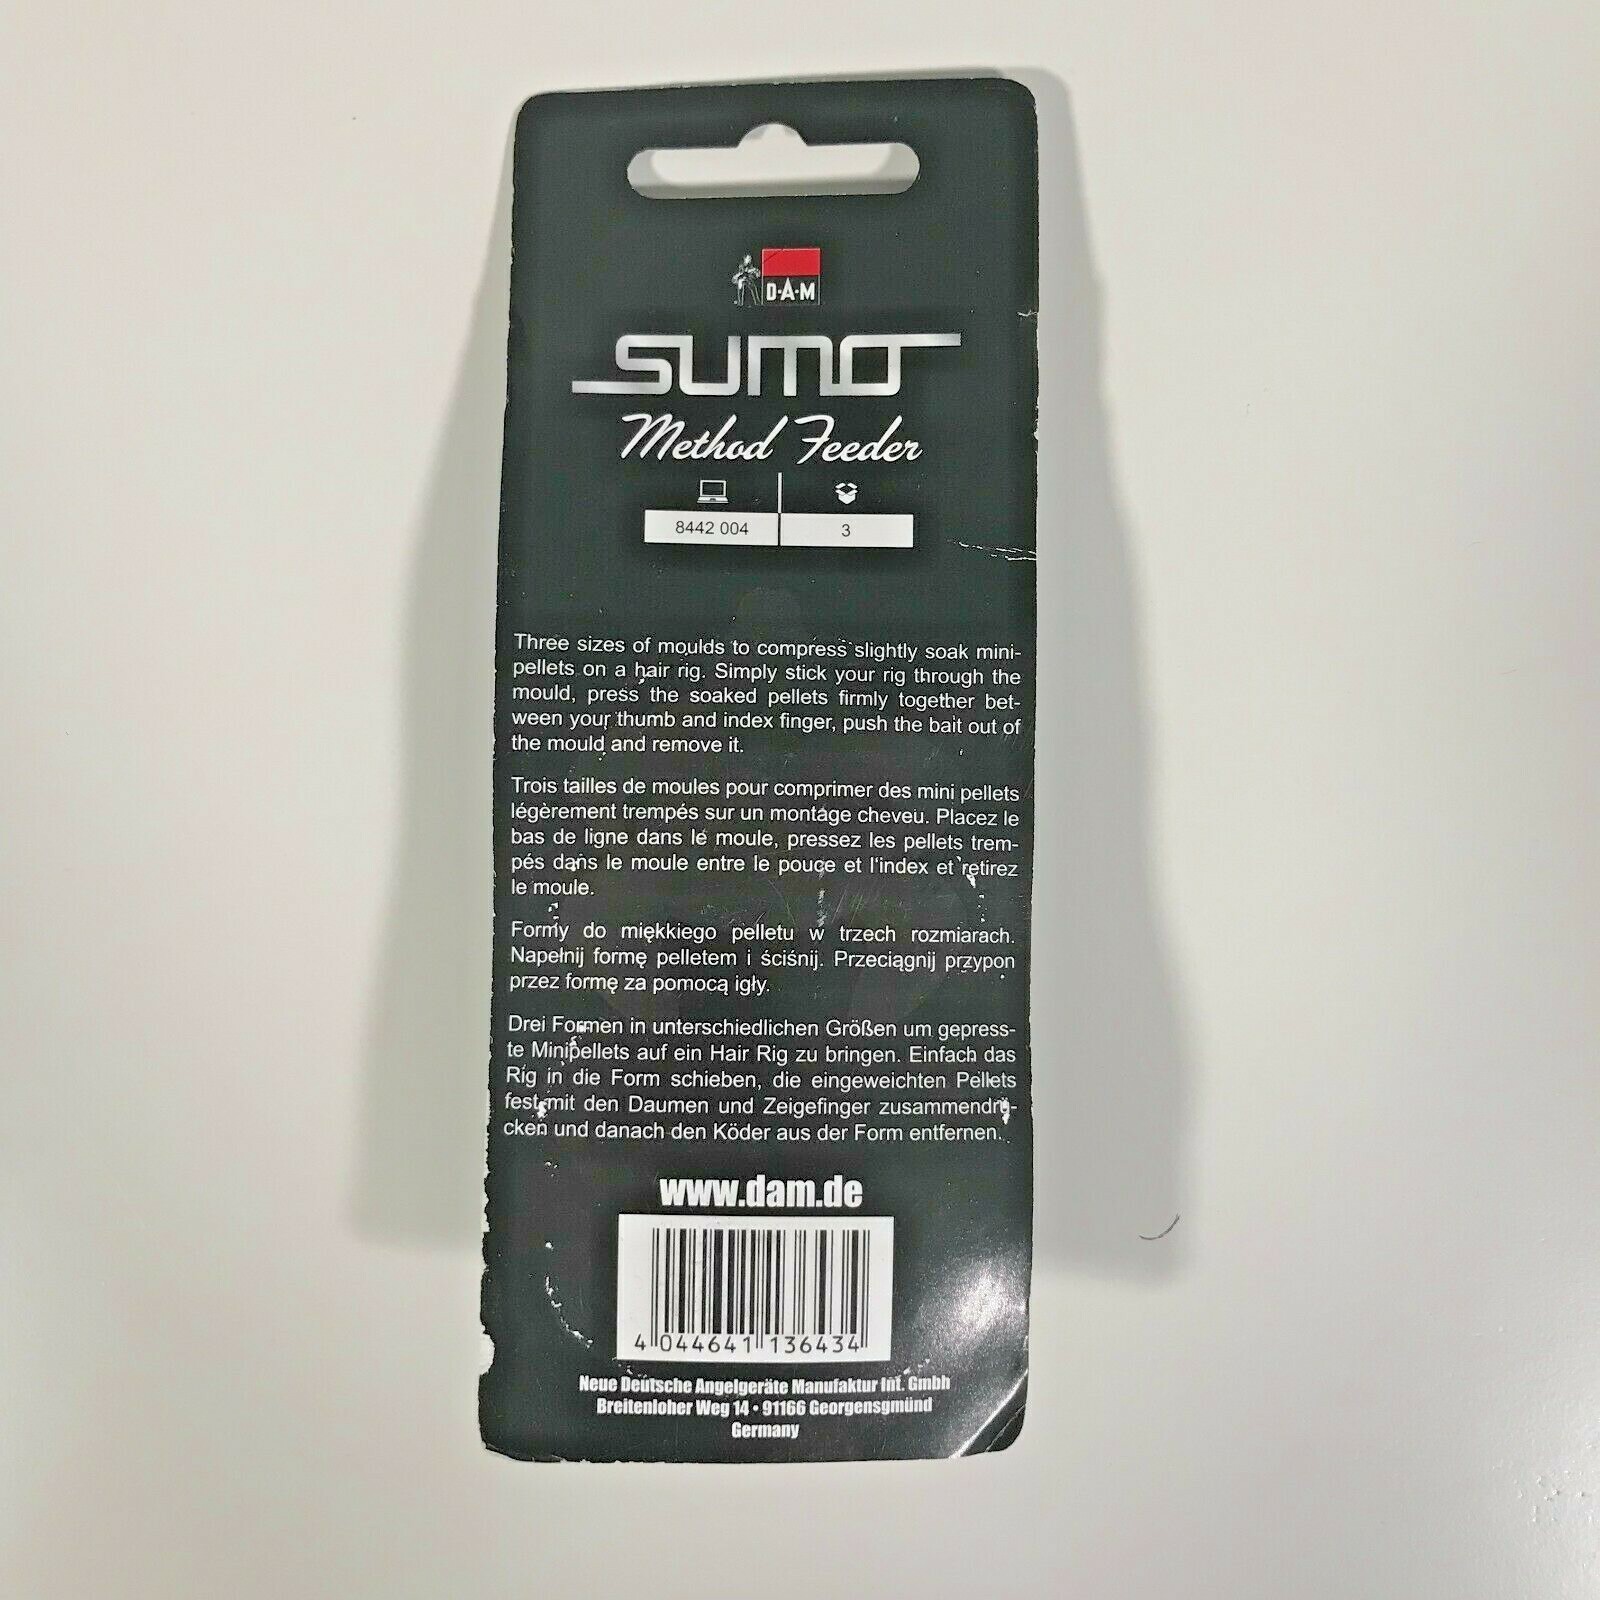 D·A·M
SUMO
Method Feeder
8442 004 3
Three sizes of moulds to compress slightly soak mini-
pellets on a hair rig. Simply stick your rig through the
mould, press the soaked pellets firmly together bet-
ween your thumb and index finger, push the bait out of
the mould and remove it.
Trois tailles de moules pour comprimer des mini pellets
légèrement trempés sur un montage cheveu. Placez le
bas de ligne dans le moule, pressez les pellets trem-
pés dans le moule entre le pouce et l'index et retirez
le moule.
Formy do miękkiego pelletu w trzech rozmiarach.
Napełnij formę pelletem i ściśnij. Przeciągnij przypon
przez formę za pomocą igły.
Drei Formen in unterschiedlichen Größen um gepress-
te Minipellets auf ein Hair Rig zu bringen. Einfach das
Rig in die Form schieben, die eingeweichten Pellets
fest mit den Daumen und Zeigefinger zusammendrü-
cken und danach den Köder aus der Form entfernen.
www.dam.de
4 044641 136434
Neue Deutsche Angelgeräte Manufaktur Int. Gmbh
Breitenloher Weg 14 • 91166 Georgensgmünd
Germany